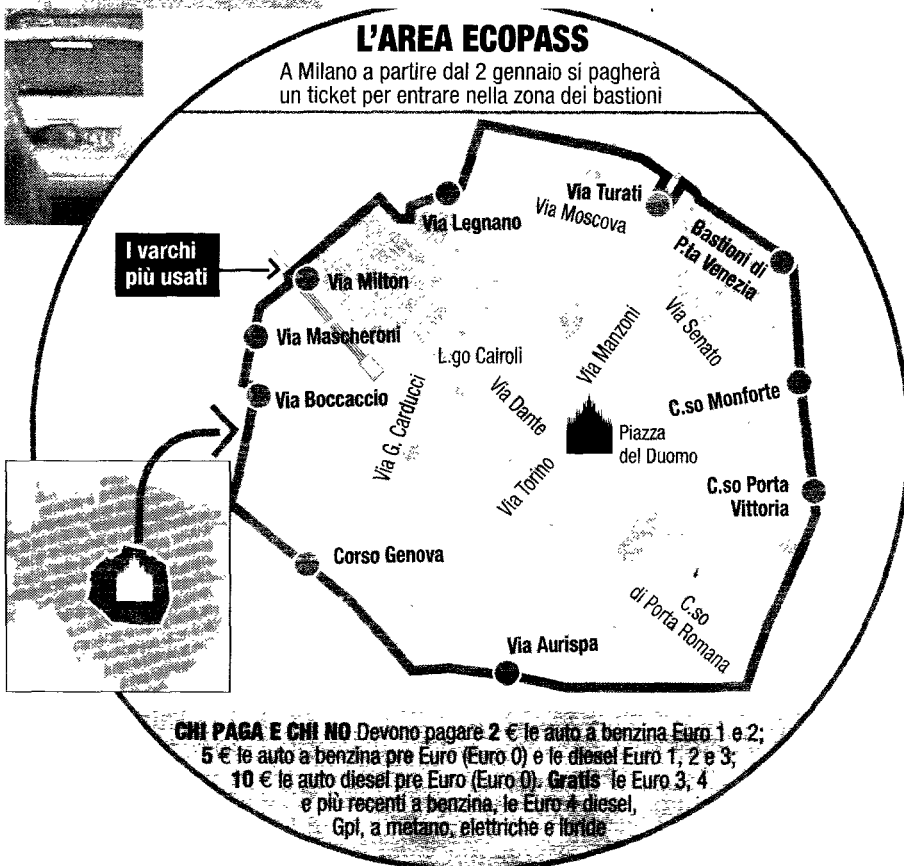 L'AREA ECOPASS
A Milano a partire dal 2 gennaio si pagherà
un ticket per entrare nella zona dei bastioni
Via Turati
Via Moscova
Via Legnano
Bastioni di
P.ta Venezia
I varchi
più usati
Via Milton
Via Mascheroni
Via Boccaccio
L.go Cairoli
Via Manzoni
Via Senato
Via G. Carducci
Via Dante
C.so Monforte
Piazza
del Duomo
Via Torino
C.so Porta
Vittoria
Corso Genova
C.so
di Porta Romana
Via Aurispa
CHI PAGA E CHI NO Devono pagare 2 € le auto a benzina Euro 1 e 2;
5 € le auto a benzina pre Euro (Euro 0) e le diesel Euro 1, 2 e 3;
10 € le auto diesel pre Euro (Euro 0). Gratis le Euro 3, 4
e più recenti a benzina, le Euro 4 diesel,
Gpl, a metano, elettriche e ibride